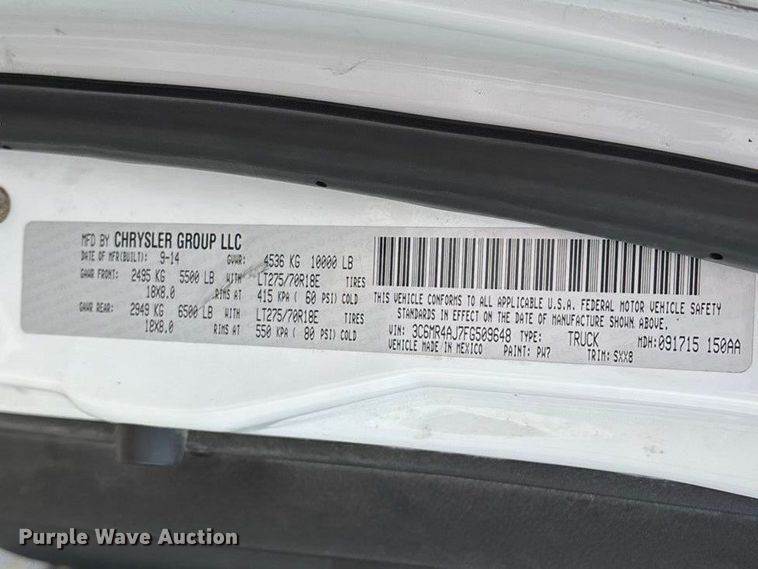 MFD BY CHRYSLER GROUP LLC
DATE OF MFR(BUILT): 9-14 GVWR: 4536 KG 10000 LB
GAWR FRONT: 2495 KG 5500 LB WITH LT275/70R18E TIRES
18X8.0 RIMS AT 415 KPA ( 60 PSI) COLD
GAWR REAR: 2949 KG 6500 LB WITH LT275/70R18E TIRES
18X8.0 RIMS AT 550 KPA ( 80 PSI) COLD
THIS VEHICLE CONFORMS TO ALL APPLICABLE U.S.A. FEDERAL MOTOR VEHICLE SAFETY
STANDARDS IN EFFECT ON THE DATE OF MANUFACTURE SHOWN ABOVE.
VIN: 3C6MR4AJ7FG509648 TYPE: TRUCK MDH: 091715 150AA
VEHICLE MADE IN MEXICO PAINT: PW7 TRIM: SXX8
Purple Wave Auction